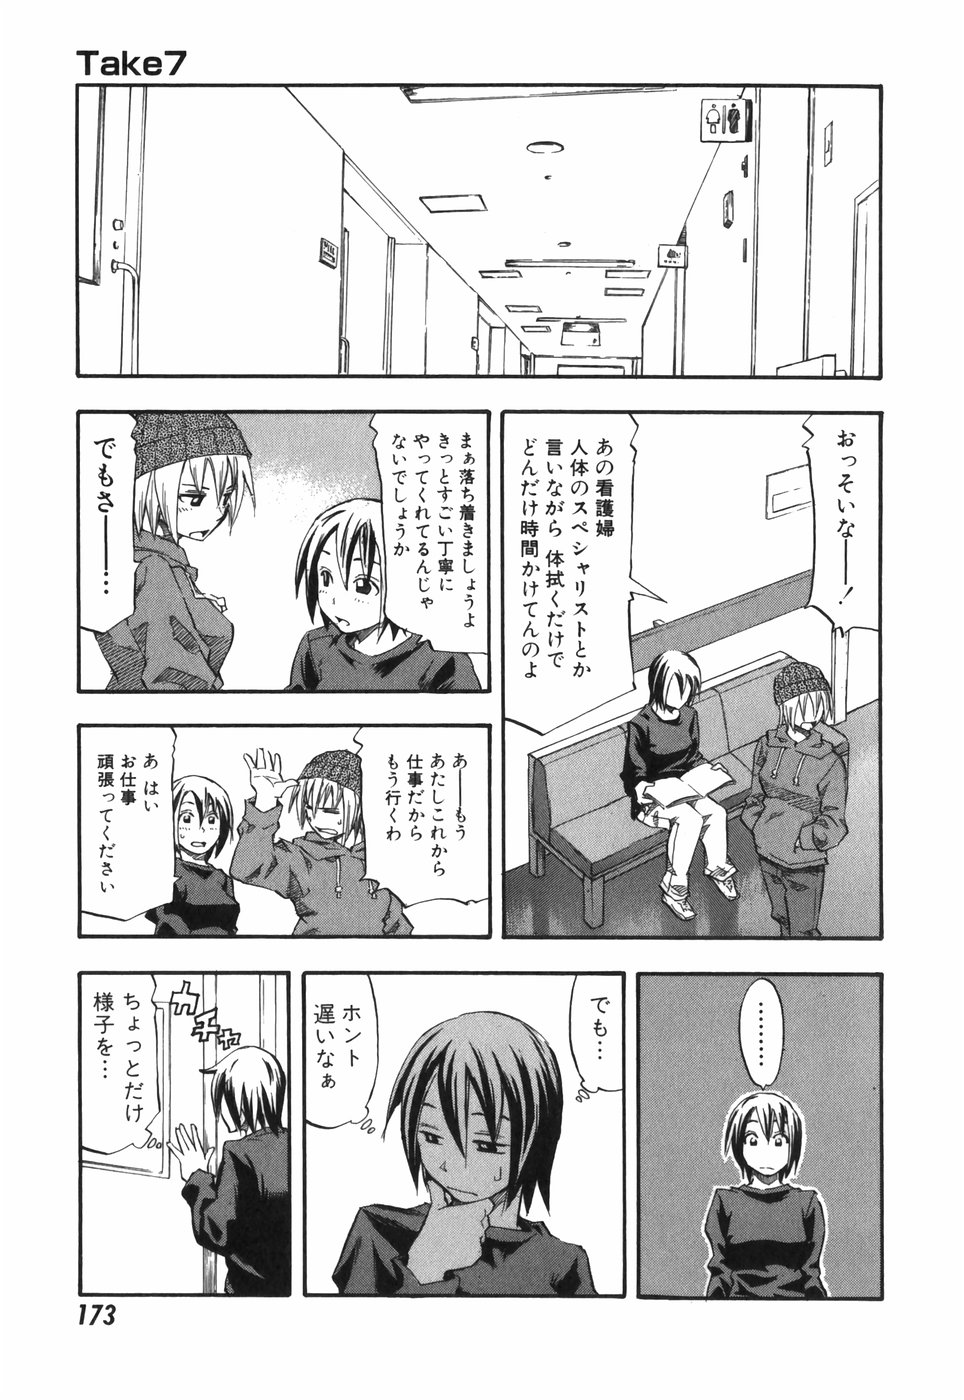 Take7
おっそいなーー!
あの看護婦
人体のスペシャリストとか
言いながら 体拭くだけで
どんだけ時間かけてんのよ
まぁ落ち着きましょうよ
きっとすごい丁寧に
やってくれてるんじゃ
ないでしょうか
でもさーー…
あーーもう
あたしこれから
仕事だから
もう行くわ
あ はい
お仕事
頑張ってください
………
でも…
ホント
遅いなぁ
カチャ
ちょっとだけ
様子を…
173